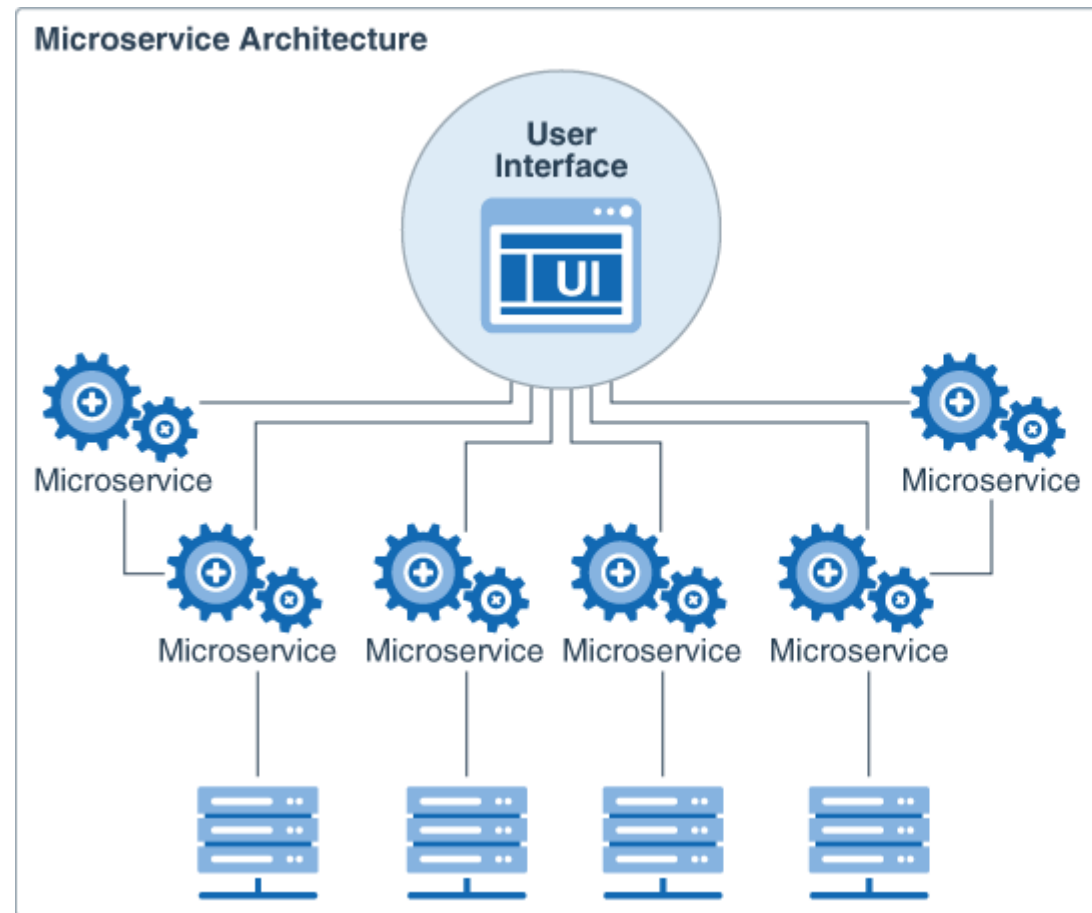 Microservice Architecture
User
Interface
UI
Microservice
Microservice
Microservice
Microservice
Microservice
Microservice